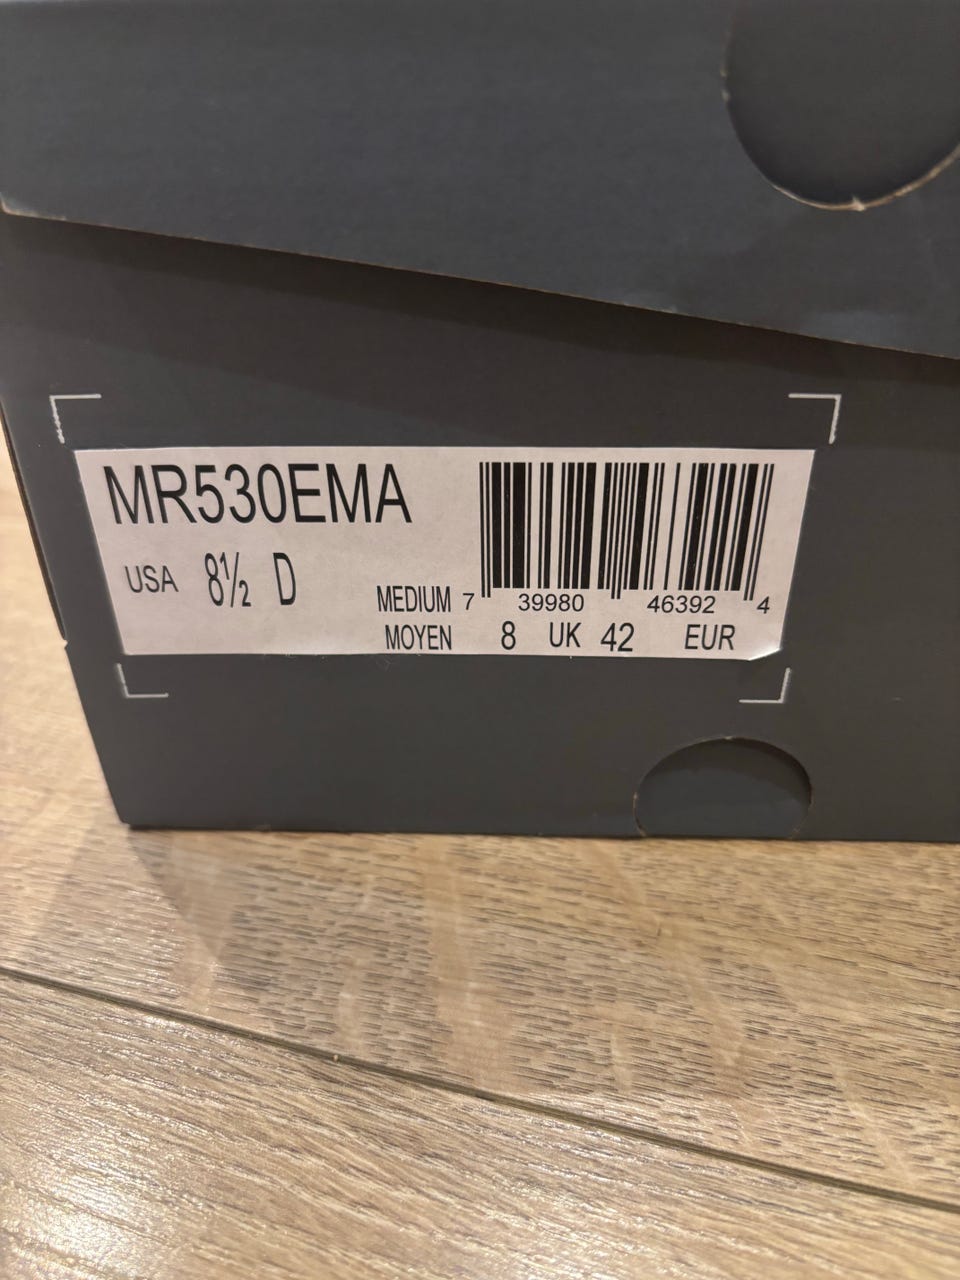 MR530EMA
USA 8½ D
MEDIUM 7 39980 46392 4
MOYEN 8 UK 42 EUR